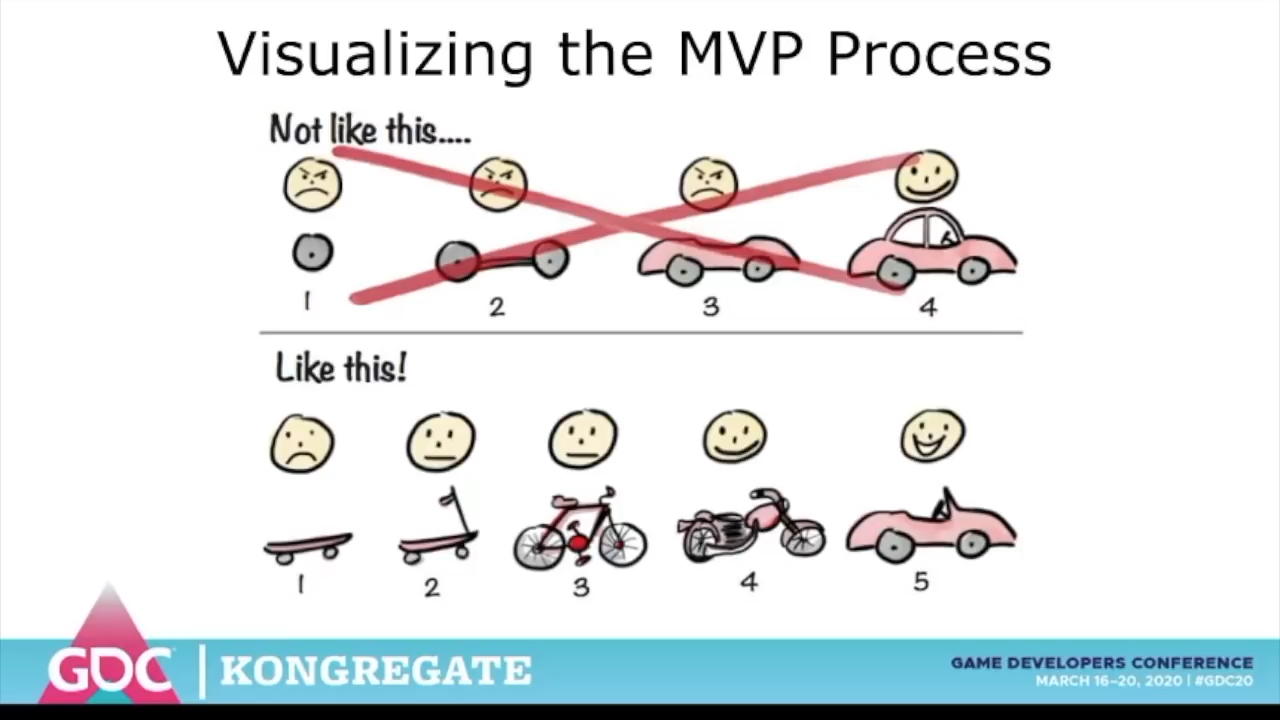 Visualizing the MVP Process
Not like this....
1
2
3
4
Like this!
1
2
3
4
5
GDC
KONGREGATE
GAME DEVELOPERS CONFERENCE
MARCH 16–20, 2020 | #GDC20